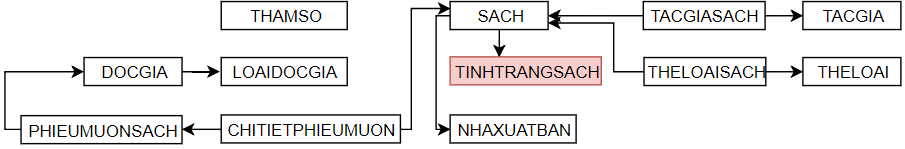 THAMSO
SACH
TACGIASACH
TACGIA
DOCGIA
LOAIDOCGIA
TINHTRANGSACH
THELOAISACH
THELOAI
PHIEUMUONSACH
CHITIETPHIEUMUON
NHAXUATBAN